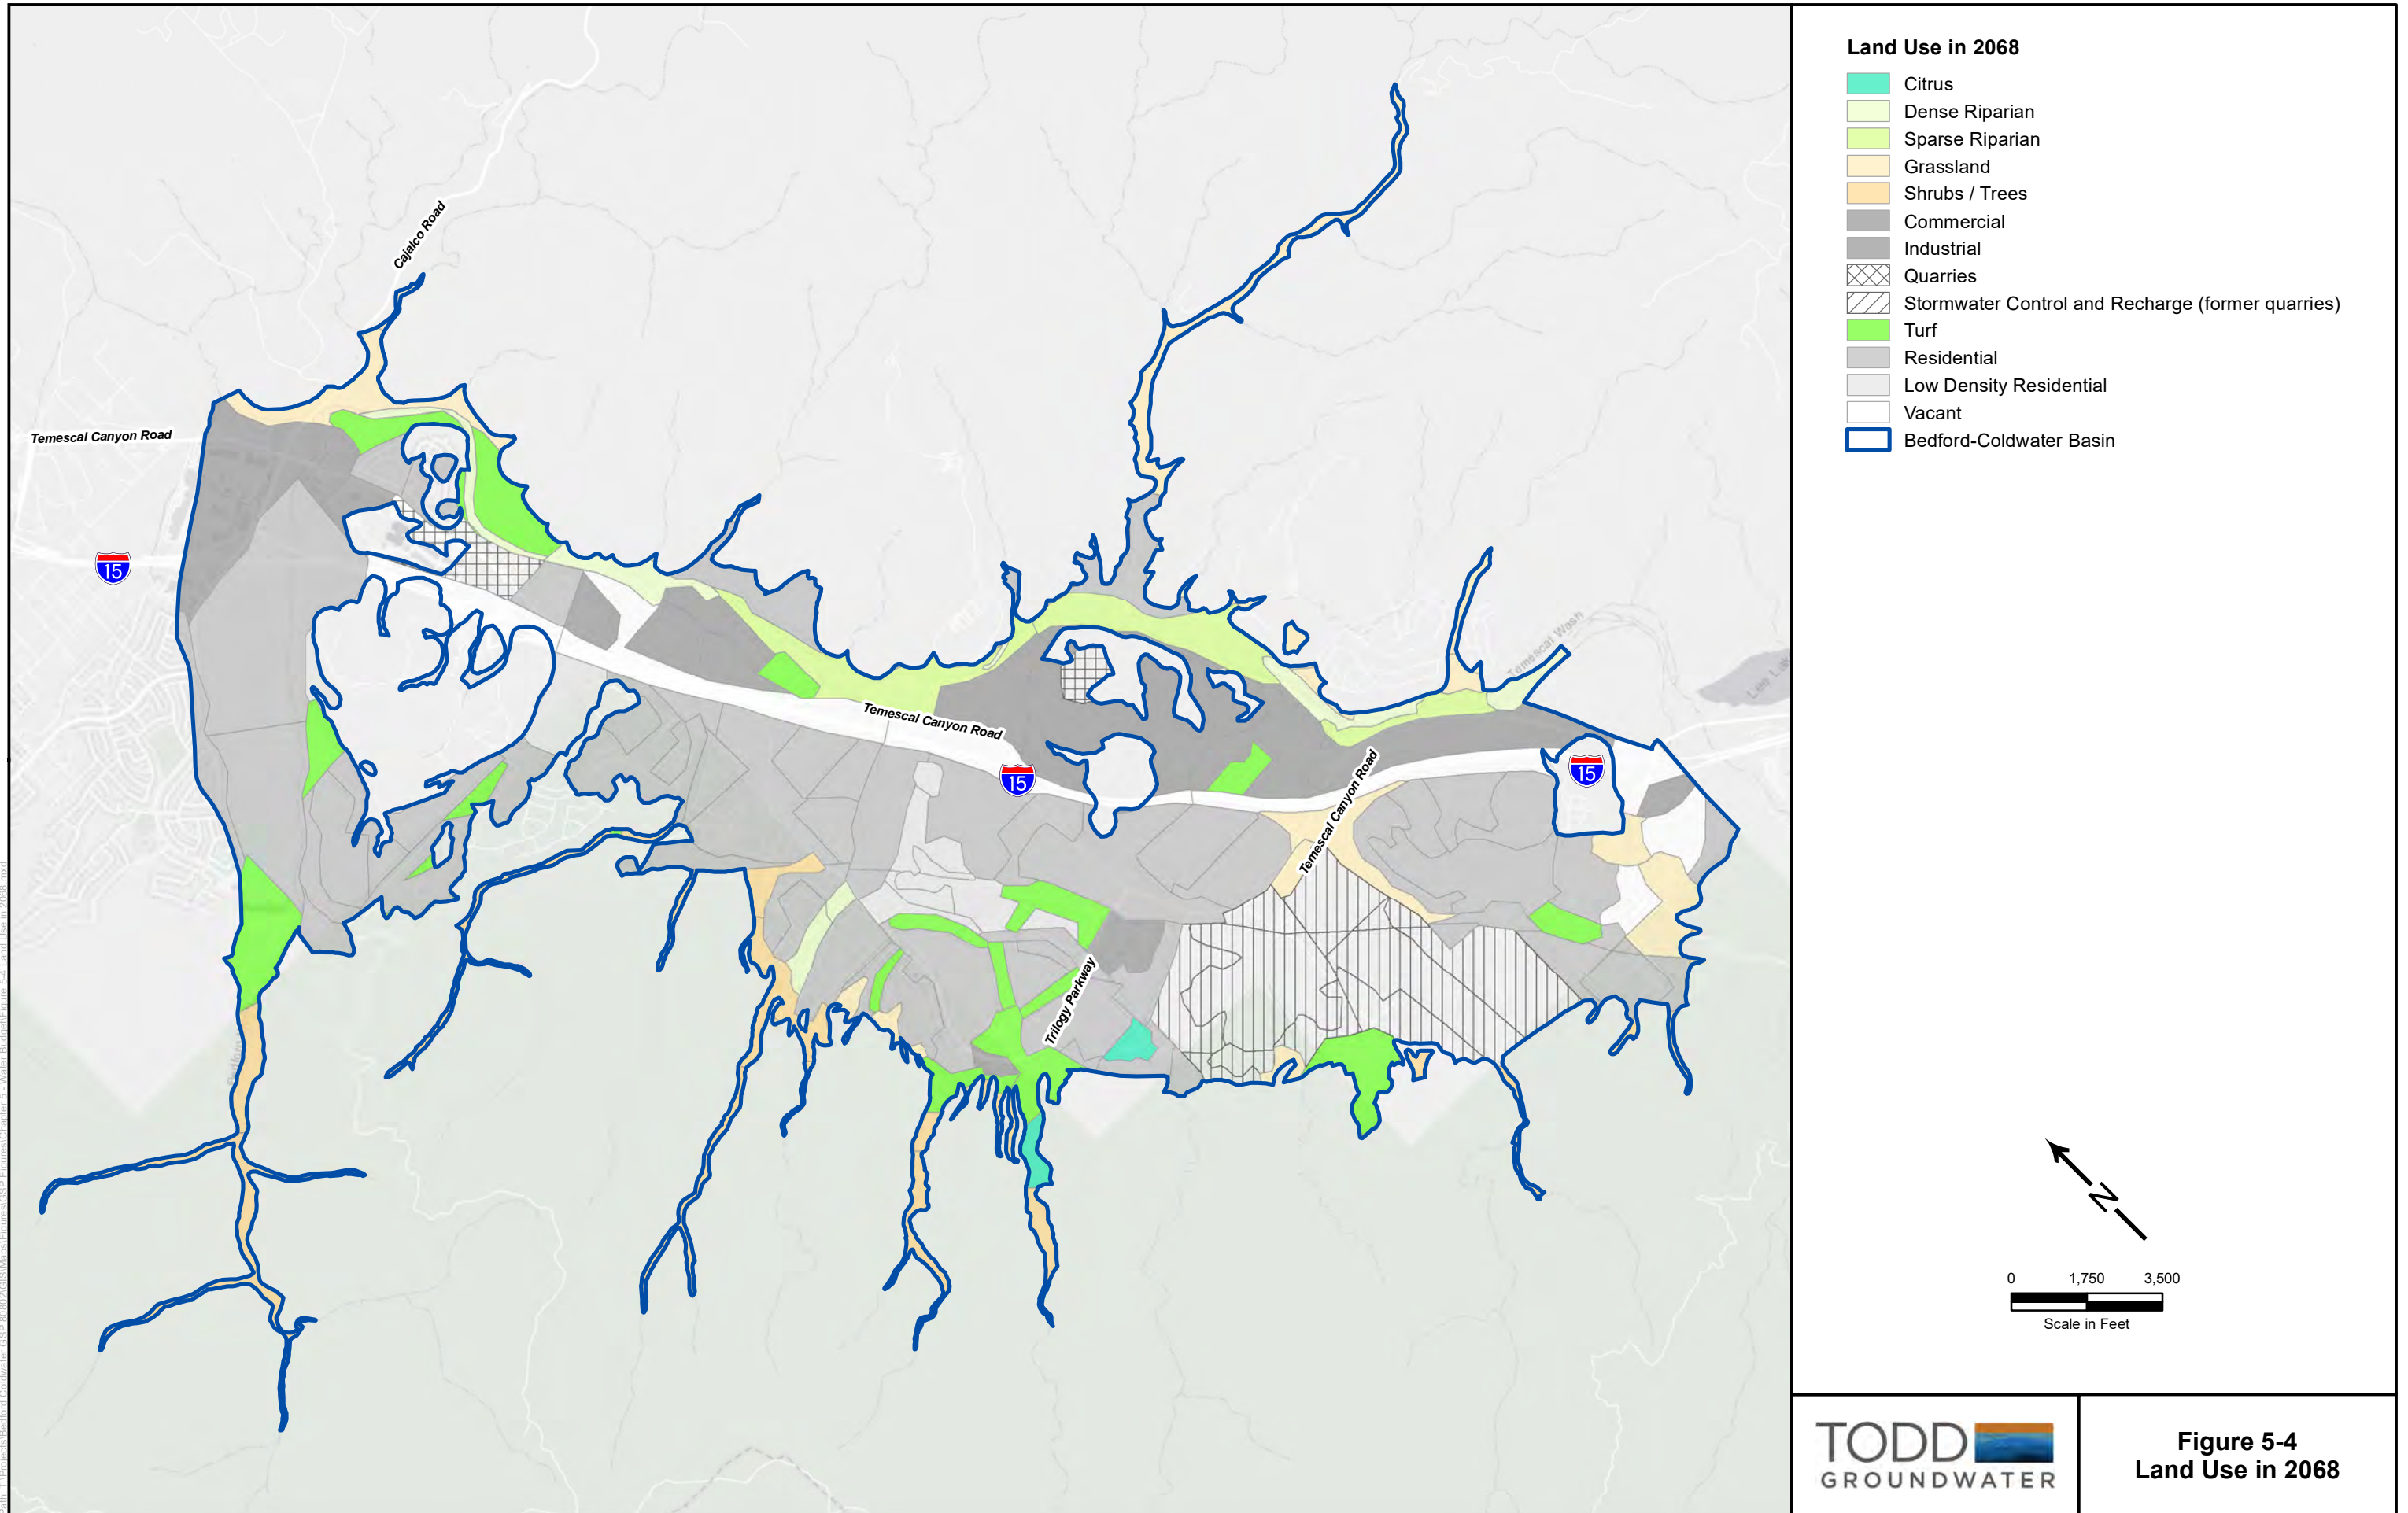 Land Use in 2068
Citrus
Dense Riparian
Sparse Riparian
Grassland
Shrubs / Trees
Commercial
Industrial
Quarries
Stormwater Control and Recharge (former quarries)
Turf
Residential
Low Density Residential
Vacant
Bedford-Coldwater Basin
Cajalco Road
Temescal Canyon Road
15
Temescal Wash
Temescal Canyon Road
15
15
Temescal Canyon Road
Trilogy Parkway
N
0 1,750 3,500
Scale in Feet
TODD
GROUNDWATER
Figure 5-4
Land Use in 2068